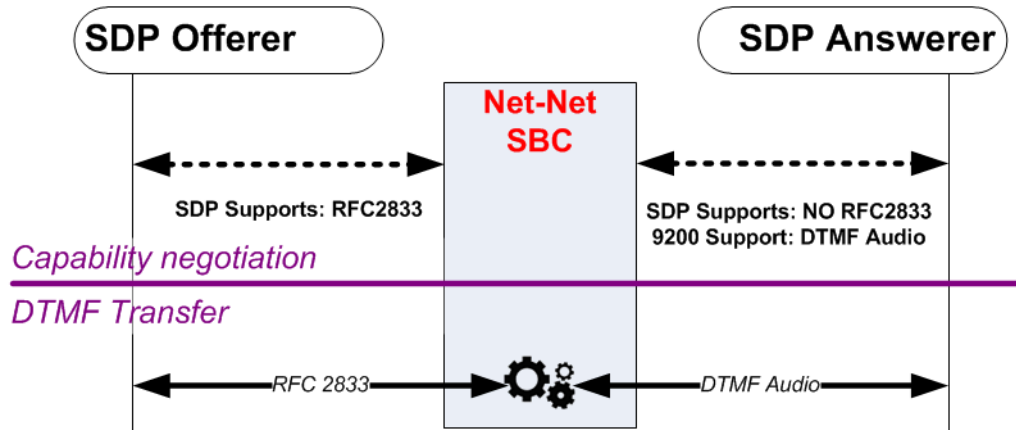 SDP Offerer
SDP Answerer
Net-Net
SBC
SDP Supports: RFC2833
SDP Supports: NO RFC2833
9200 Support: DTMF Audio
Capability negotiation
DTMF Transfer
RFC 2833
DTMF Audio